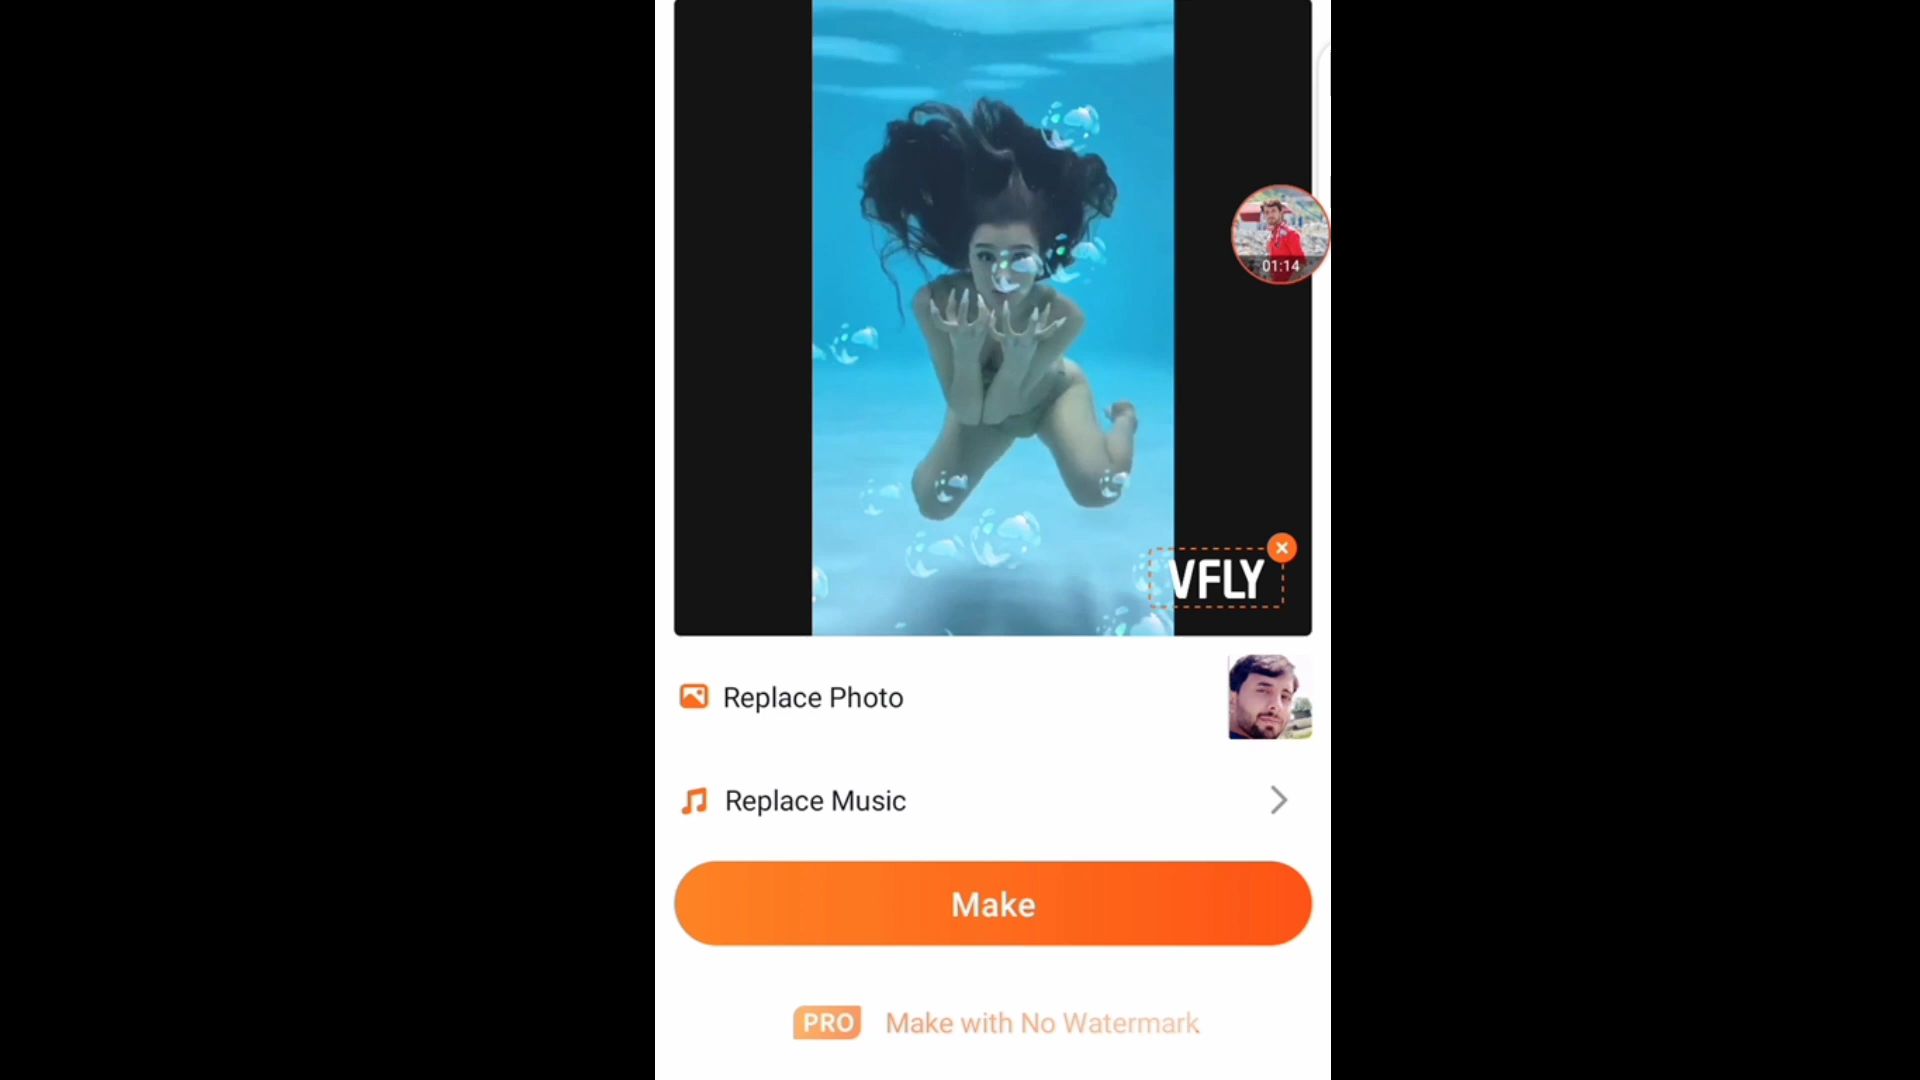 01:14
VFLY
Replace Photo
Replace Music
Make
PRO Make with No Watermark